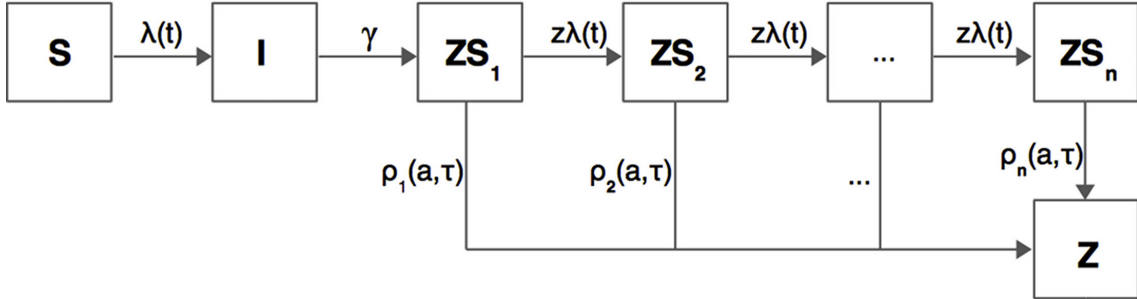 λ(t) γ zλ(t) zλ(t) zλ(t)
S I ZS₁ ZS₂ ... ZSₙ
ρ₁(a,τ) ρ₂(a,τ) ... ρₙ(a,τ)
Z